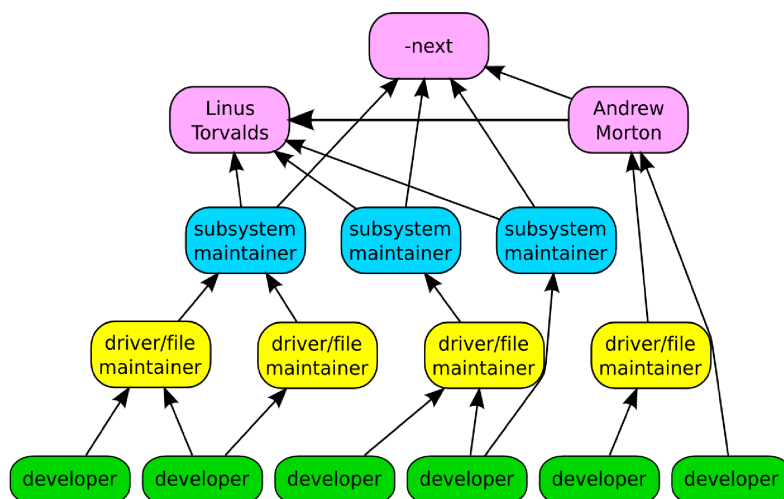 -next
Linus
Torvalds
Andrew
Morton
subsystem
maintainer
subsystem
maintainer
subsystem
maintainer
driver/file
maintainer
driver/file
maintainer
driver/file
maintainer
driver/file
maintainer
developer
developer
developer
developer
developer
developer